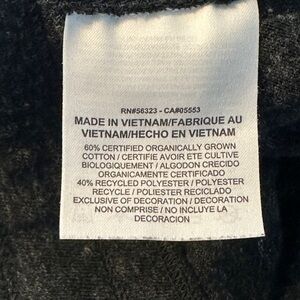 RN#56323 - CA#05553
MADE IN VIETNAM/FABRIQUE AU
VIETNAM/HECHO EN VIETNAM
60% CERTIFIED ORGANICALLY GROWN
COTTON / CERTIFIE AVOIR ETE CULTIVE
BIOLOGIQUEMENT / ALGODON CRECIDO
ORGANICAMENTE CERTIFICADO
40% RECYCLED POLYESTER / POLYESTER
RECYCLE / POLIESTER RECICLADO
EXCLUSIVE OF DECORATION / DECORATION
NON COMPRISE / NO INCLUYE LA
DECORACION